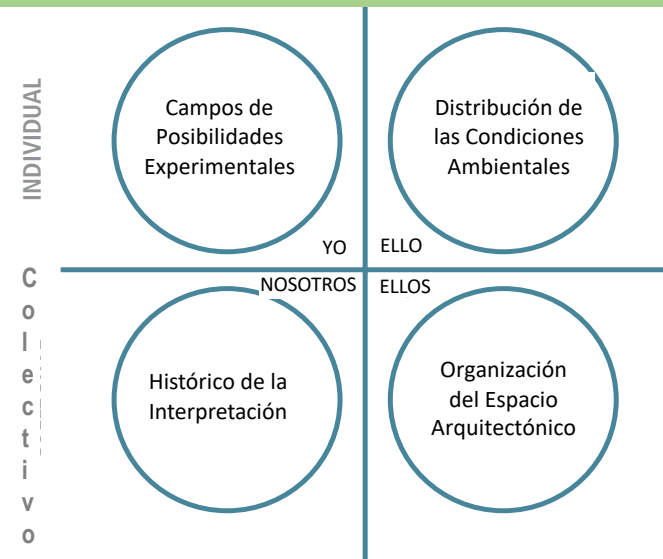 INDIVIDUAL
Campos de
Posibilidades
Experimentales
YO
Distribución de
las Condiciones
Ambientales
ELLO
Colectivo
NOSOTROS
Histórico de la
Interpretación
ELLOS
Organización
del Espacio
Arquitectónico